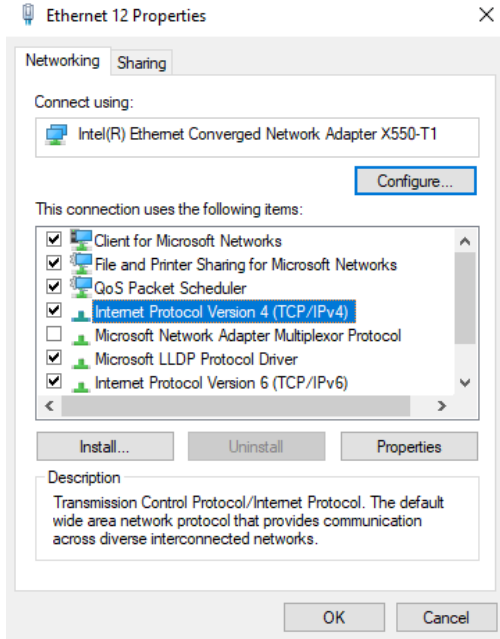 Ethernet 12 Properties
Networking
Sharing
Connect using:
Intel(R) Ethernet Converged Network Adapter X550-T1
Configure...
This connection uses the following items:
Client for Microsoft Networks
File and Printer Sharing for Microsoft Networks
QoS Packet Scheduler
Internet Protocol Version 4 (TCP/IPv4)
Microsoft Network Adapter Multiplexor Protocol
Microsoft LLDP Protocol Driver
Internet Protocol Version 6 (TCP/IPv6)
Install...
Uninstall
Properties
Description
Transmission Control Protocol/Internet Protocol. The default
wide area network protocol that provides communication
across diverse interconnected networks.
OK
Cancel